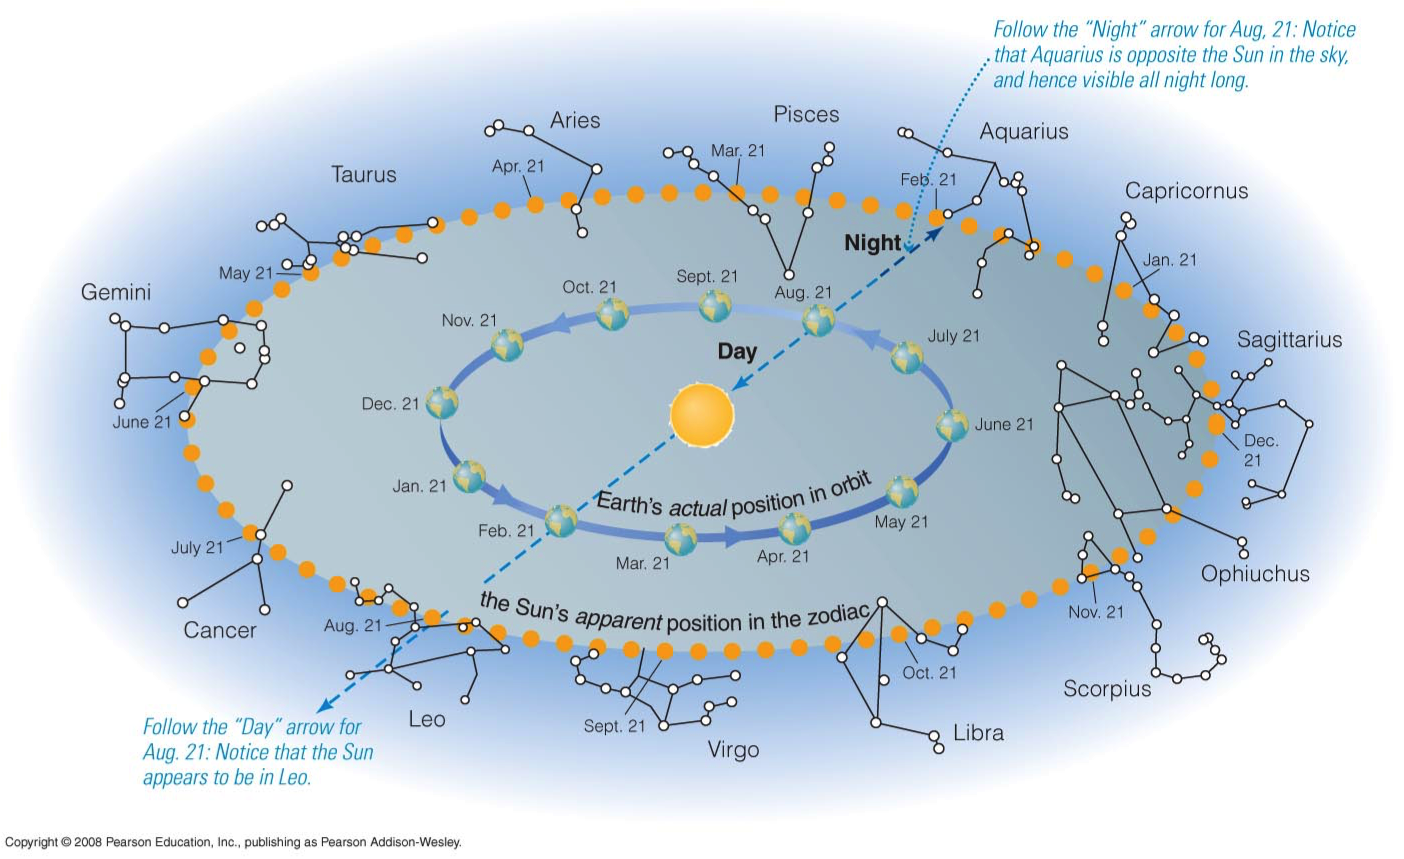 Follow the “Night” arrow for Aug, 21: Notice
that Aquarius is opposite the Sun in the sky,
and hence visible all night long.
Aries
Pisces
Aquarius
Taurus
Apr. 21
Mar. 21
Feb. 21
Capricornus
Night
May 21
Jan. 21
Gemini
Oct. 21
Sept. 21
Aug. 21
Nov. 21
July 21
Day
Sagittarius
Dec. 21
June 21
June 21
Dec.
21
Jan. 21
Earth’s actual position in orbit
Feb. 21
May 21
July 21
Mar. 21
Apr. 21
Ophiuchus
the Sun’s apparent position in the zodiac
Nov. 21
Cancer
Aug. 21
Oct. 21
Scorpius
Leo
Sept. 21
Virgo
Libra
Follow the “Day” arrow for
Aug. 21: Notice that the Sun
appears to be in Leo.
Copyright © 2008 Pearson Education, Inc., publishing as Pearson Addison-Wesley.